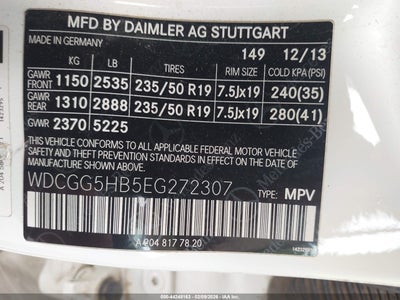 MFD BY DAIMLER AG STUTTGART
MADE IN GERMANY 149 12/13
KG LB TIRES RIM SIZE COLD KPA (PSI)
GAWR FRONT 1150 2535 235/50 R19 7.5Jx19 240(35)
GAWR REAR 1310 2888 235/50 R19 7.5Jx19 280(41)
GVWR 2370 5225
THIS VEHICLE CONFORMS TO ALL APPLICABLE FEDERAL MOTOR VEHICLE
SAFETY AND THEFT PREVENTION STANDARDS IN EFFECT ON THE DATE OF MANUFACTURE SHOWN ABOVE.
WDCGG5HB5EG272307 TYPE: MPV
A 204 817 78 20
Mercedes-Benz